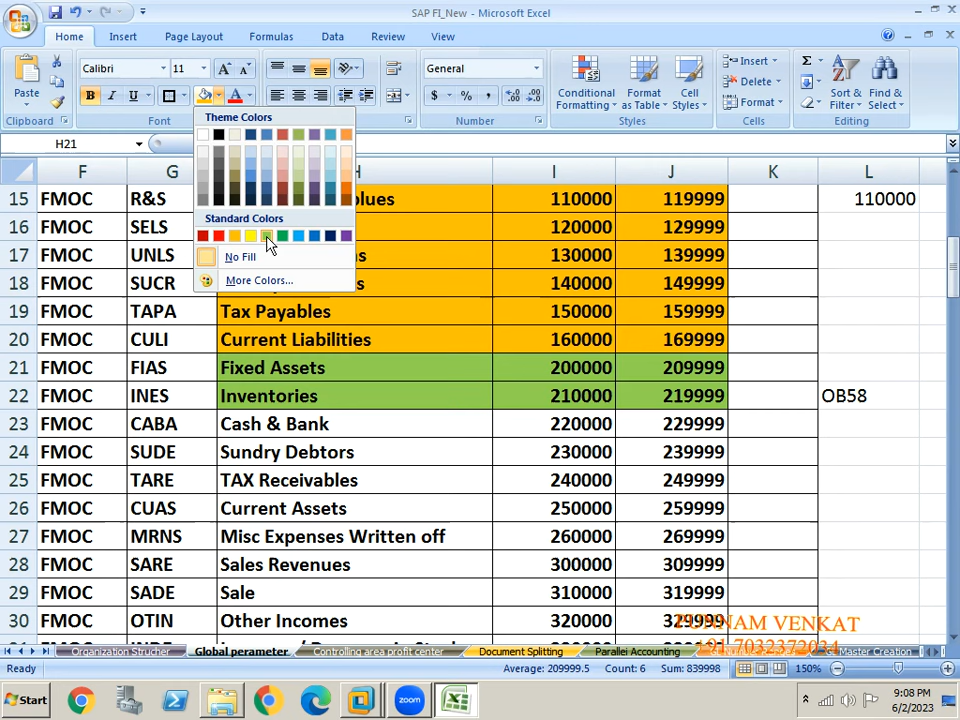 SAP FI_New - Microsoft Excel
Home Insert Page Layout Formulas Data Review View
Paste
Calibri 11 A A
B I U A
General
$ % ,
Conditional Formatting
Format as Table
Cell Styles
Insert
Delete
Format
Σ
Sort & Filter
Find & Select
Clipboard Font Number Styles Cells Editing
H21
Theme Colors
Standard Colors
No Fill
More Colors...
F G H I J K L
15 FMOC R&S lues 110000 119999 110000
16 FMOC SELS 120000 129999
17 FMOC UNLS s 130000 139999
18 FMOC SUCR 140000 149999
19 FMOC TAPA Tax Payables 150000 159999
20 FMOC CULI Current Liabilities 160000 169999
21 FMOC FIAS Fixed Assets 200000 209999
22 FMOC INES Inventories 210000 219999 OB58
23 FMOC CABA Cash & Bank 220000 229999
24 FMOC SUDE Sundry Debtors 230000 239999
25 FMOC TARE TAX Receivables 240000 249999
26 FMOC CUAS Current Assets 250000 259999
27 FMOC MRNS Misc Expenses Written off 260000 269999
28 FMOC SARE Sales Revenues 300000 309999
29 FMOC SADE Sale 310000 319999
30 FMOC OTIN Other Incomes 320000 329999
PUNNAM VENKAT
+91 7032372034
Organization Strucher Global perameter Controlling area profit center Document Splitting Parallel Accounting Master Creation
Ready Average: 209999.5 Count: 6 Sum: 839998 150%
Start zoom 9:08 PM
6/2/2023